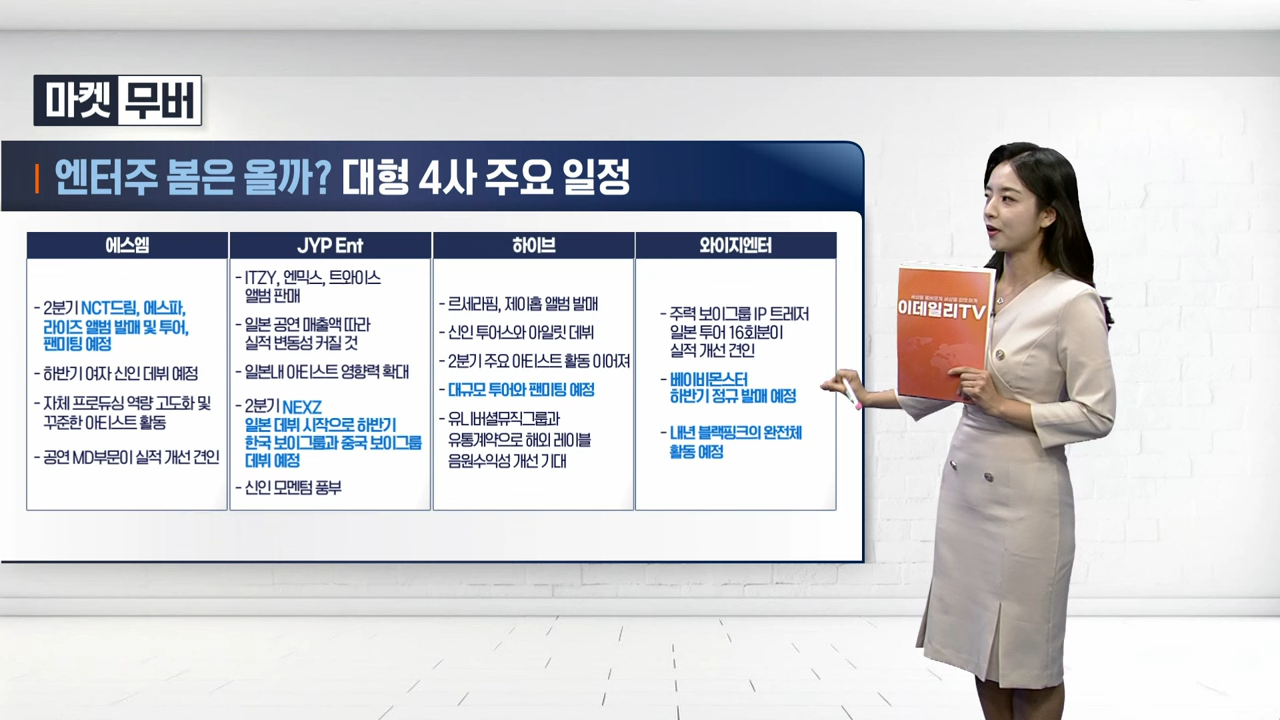 마켓무버
엔터주 봄은 올까? 대형 4사 주요 일정
에스엠
- 2분기 NCT드림, 에스파,
라이즈 앨범 발매 및 투어,
팬미팅 예정
- 하반기 여자 신인 데뷔 예정
- 자체 프로듀싱 역량 고도화 및
꾸준한 아티스트 활동
- 공연 MD부문이 실적 개선 견인
JYP Ent
- ITZY, 엔믹스, 트와이스
앨범 판매
- 일본 공연 매출액 따라
실적 변동성 커질 것
- 일본내 아티스트 영향력 확대
- 2분기 NEXZ
일본 데뷔 시작으로 하반기
한국 보이그룹과 중국 보이그룹
데뷔 예정
- 신인 모멘텀 풍부
하이브
- 르세라핌, 제이홉 앨범 발매
- 신인 투어스와 아일릿 데뷔
- 2분기 주요 아티스트 활동 이어져
- 대규모 투어와 팬미팅 예정
- 유니버셜뮤직그룹과
유통계약으로 해외 레이블
음원수익성 개선 기대
와이지엔터
- 주력 보이그룹 IP 트레저
일본 투어 16회분이
실적 개선 견인
- 베이비몬스터
하반기 정규 발매 예정
- 내년 블랙핑크의 완전체
활동 예정
이데일리TV